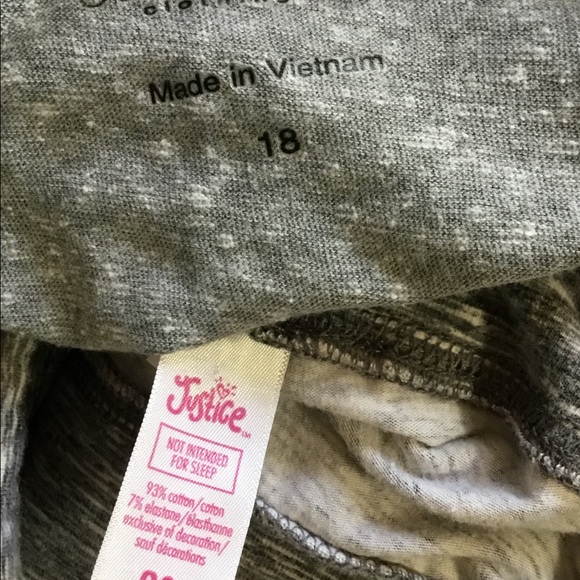 Made in Vietnam
18
Justice
NOT INTENDED
FOR SLEEP
93% cotton/coton
7% elastane/élasthanne
exclusive of decoration/
sauf décorations